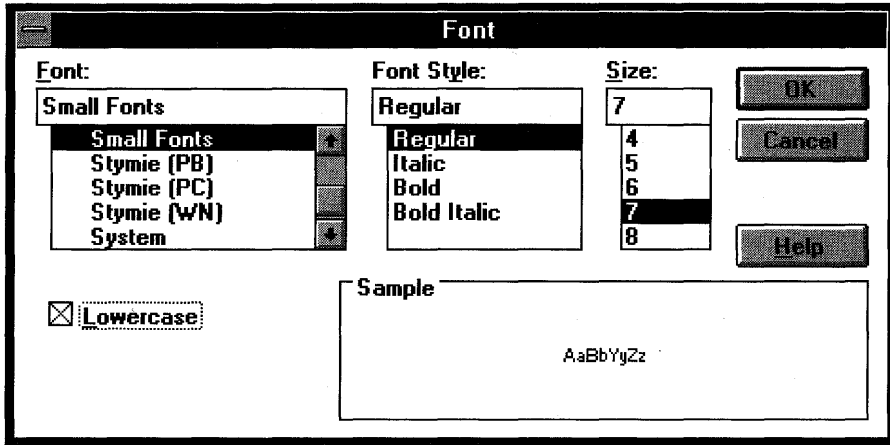 Font
Font:
Small Fonts
Small Fonts
Stymie (PB)
Stymie (PC)
Stymie (WN)
System
Font Style:
Regular
Regular
Italic
Bold
Bold Italic
Size:
7
4
5
6
7
8
OK
Cancel
Help
Lowercase
Sample
AaBbYyZz